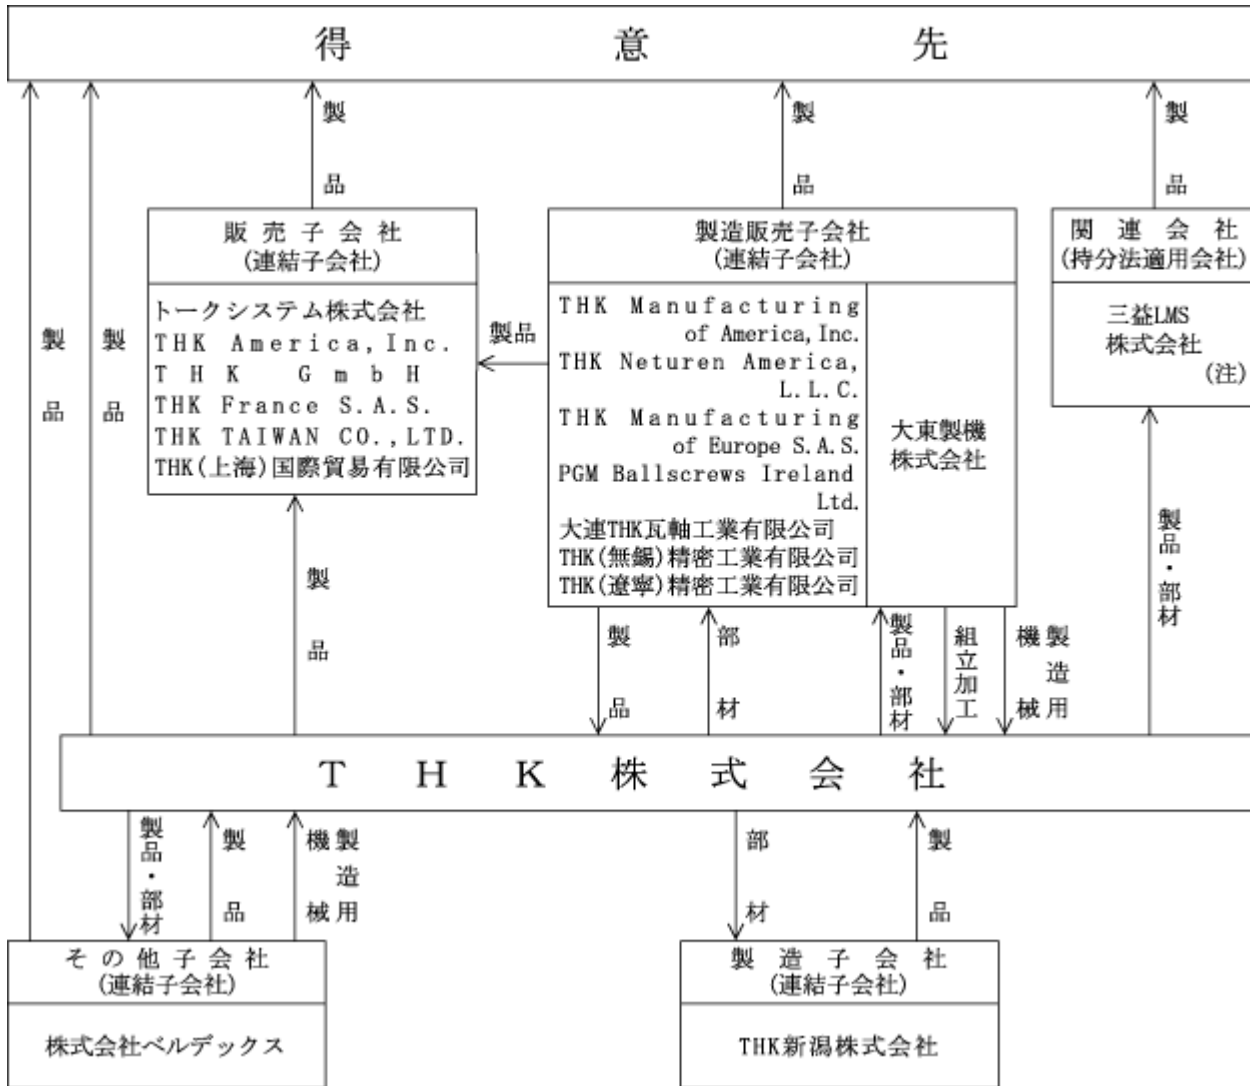 得意先
製品
製品
製品
販売子会社
(連結子会社)
製造販売子会社
(連結子会社)
関連会社
(持分法適用会社)
トークシステム株式会社
THK America,Inc.
THK GmbH
THK France S.A.S.
THK TAIWAN CO.,LTD.
THK(上海)国際貿易有限公司
製品
THK Manufacturing
of America,Inc.
THK Neturen America,
L.L.C.
THK Manufacturing
of Europe S.A.S.
PGM Ballscrews Ireland
Ltd.
大連THK瓦軸工業有限公司
THK(無錫)精密工業有限公司
THK(遼寧)精密工業有限公司
大東製機
株式会社
三益LMS
株式会社
(注)
製品
製品
製品
製品
部材
製品・部材
組立加工
製造用
機械
製品・部材
THK株式会社
製品・部材
製品
製造用
機械
部材
製品
その他子会社
(連結子会社)
株式会社ベルデックス
製造子会社
(連結子会社)
THK新潟株式会社